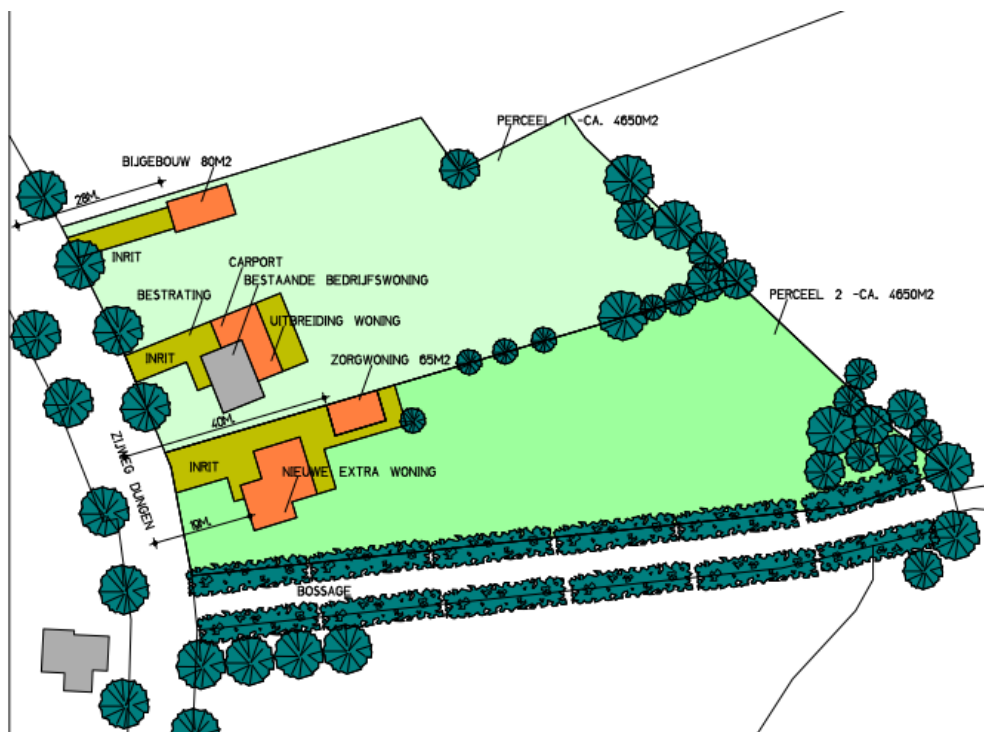 PERCEEL 1 -CA. 4650M2
BIJGEBOUW 80M2
28M.
INRIT
CARPORT
BESTAANDE BEDRIJFSWONING
BESTRATING
PERCEEL 2 -CA. 4650M2
UITBREIDING WONING
INRIT
ZORGWONING 65M2
40M.
ZIJWEG DUNGEN
INRIT
NIEUWE EXTRA WONING
19M.
BOSSAGE